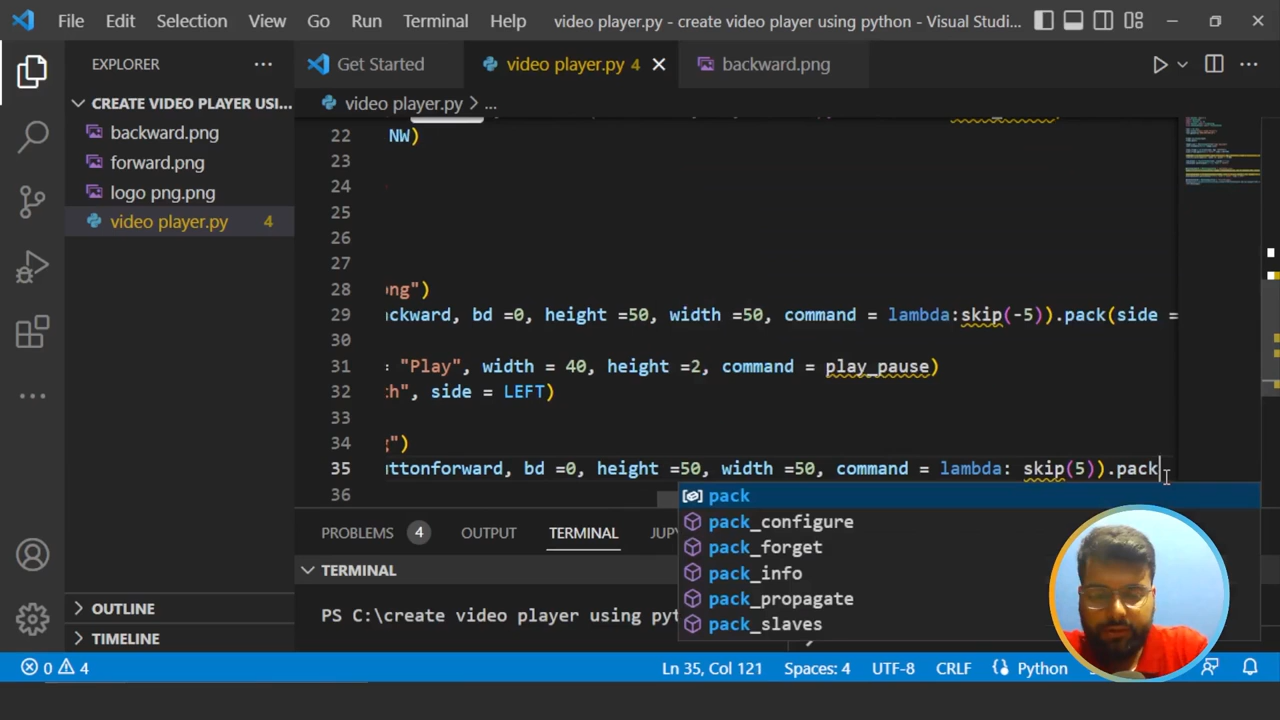 File Edit Selection View Go Run Terminal Help video player.py - create video player using python - Visual Studi...
EXPLORER
Get Started
video player.py 4
backward.png
CREATE VIDEO PLAYER USI...
video player.py > ...
backward.png
forward.png
logo png.png
video player.py 4
22 NW)
23
24
25
26
27
28 ong")
29 ackward, bd =0, height =50, width =50, command = lambda:skip(-5)).pack(side =
30
31 = "Play", width = 40, height =2, command = play_pause)
32 th", side = LEFT)
33
34 g")
35 uttonforward, bd =0, height =50, width =50, command = lambda: skip(5)).pack
36
pack
pack_configure
pack_forget
pack_info
pack_propagate
pack_slaves
PROBLEMS 4 OUTPUT TERMINAL JUP
TERMINAL
PS C:\create video player using pyt
OUTLINE
TIMELINE
0 4 Ln 35, Col 121 Spaces: 4 UTF-8 CRLF Python